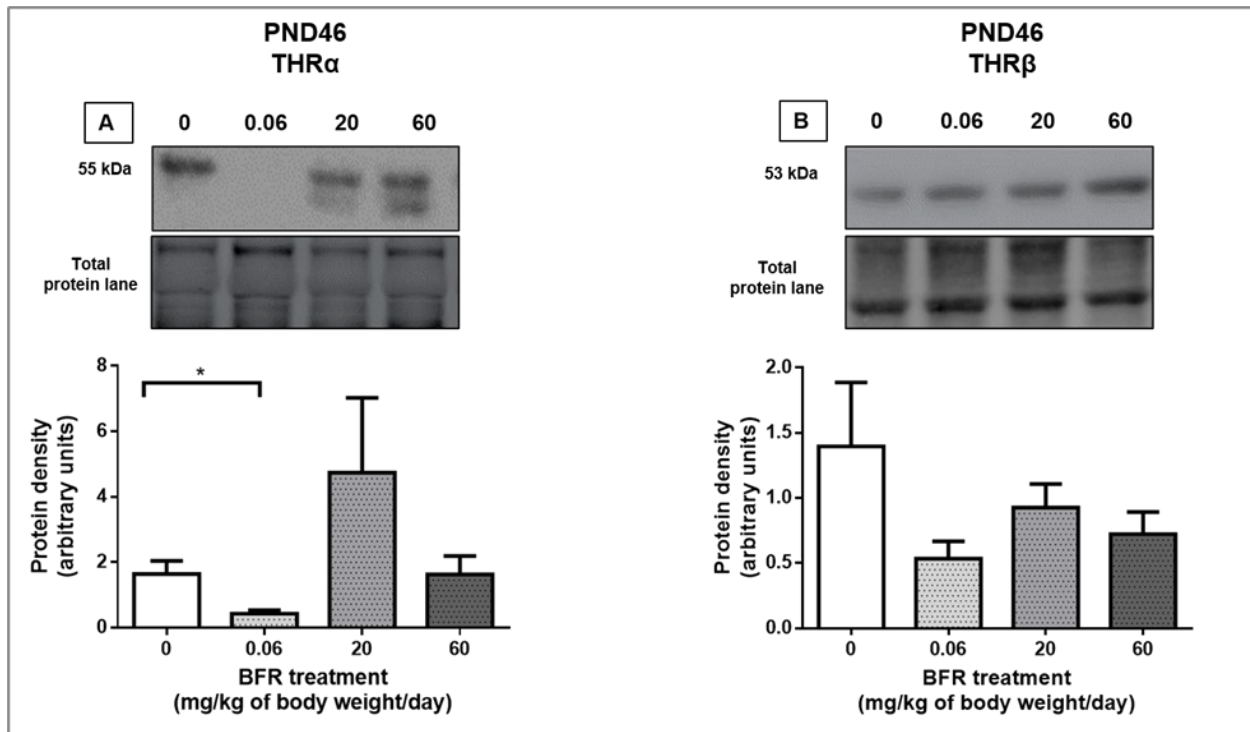 PND46
THRα
A
0 0.06 20 60
55 kDa
Total
protein lane
8
6
4
2
0
Protein density
(arbitrary units)
*
0 0.06 20 60
BFR treatment
(mg/kg of body weight/day)
PND46
THRβ
B
0 0.06 20 60
53 kDa
Total
protein lane
2.0
1.5
1.0
0.5
0.0
Protein density
(arbitrary units)
0 0.06 20 60
BFR treatment
(mg/kg of body weight/day)